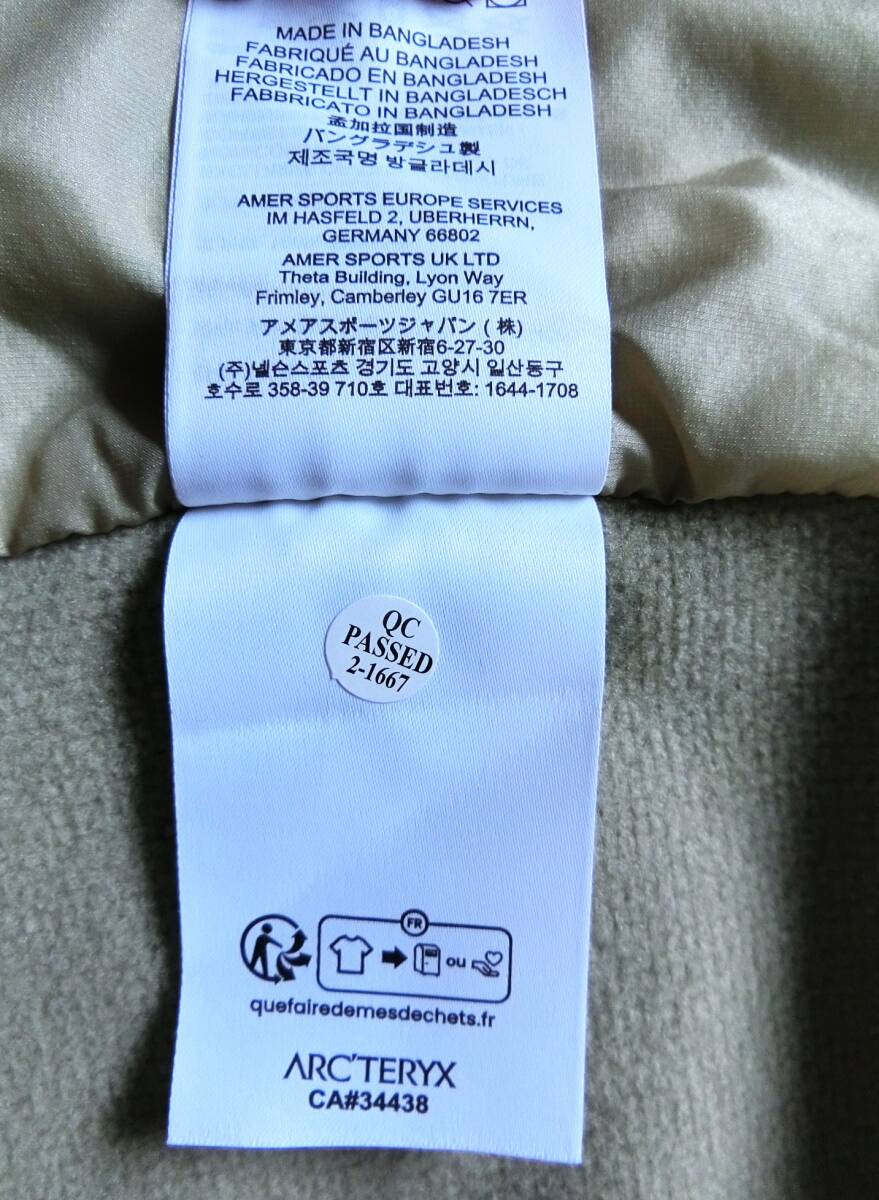 MADE IN BANGLADESH
FABRIQUÉ AU BANGLADESH
FABRICADO EN BANGLADESH
HERGESTELLT IN BANGLADESCH
FABBRICATO IN BANGLADESH
孟加拉国制造
バングラデシュ製
제조국명 방글라데시
AMER SPORTS EUROPE SERVICES
IM HASFELD 2, UBERHERRN,
GERMANY 66802
AMER SPORTS UK LTD
Theta Building, Lyon Way
Frimley, Camberley GU16 7ER
アメアスポーツジャパン (株)
東京都新宿区新宿6-27-30
(주)넬슨스포츠 경기도 고양시 일산동구
호수로 358-39 710호 대표번호: 1644-1708
QC
PASSED
2-1667
FR
ou
quefairedemesdechets.fr
ARC'TERYX
CA#34438